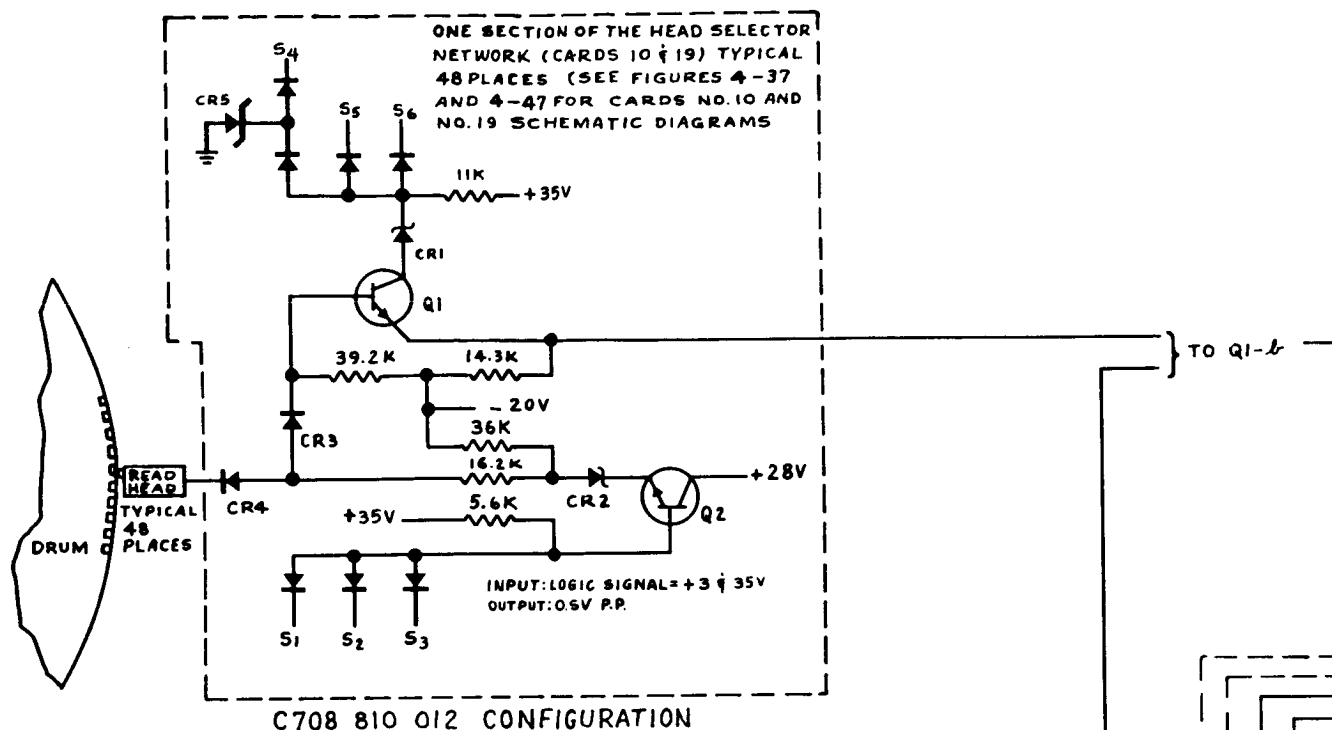 ONE SECTION OF THE HEAD SELECTOR
NETWORK (CARDS 10 & 19) TYPICAL
48 PLACES (SEE FIGURES 4-37
AND 4-47 FOR CARDS NO. 10 AND
NO. 19 SCHEMATIC DIAGRAMS
S4
CR5
S5
S6
11K
+35V
CR1
Q1
39.2K
14.3K
TO Q1-b
- 20V
CR3
36K
16.2K
+28V
READ
HEAD
CR4
CR2
Q2
TYPICAL
48
PLACES
+35V
5.6K
DRUM
INPUT: LOGIC SIGNAL = +3 & 35V
OUTPUT: 0.5V P.P.
S1
S2
S3
C708 810 012 CONFIGURATION